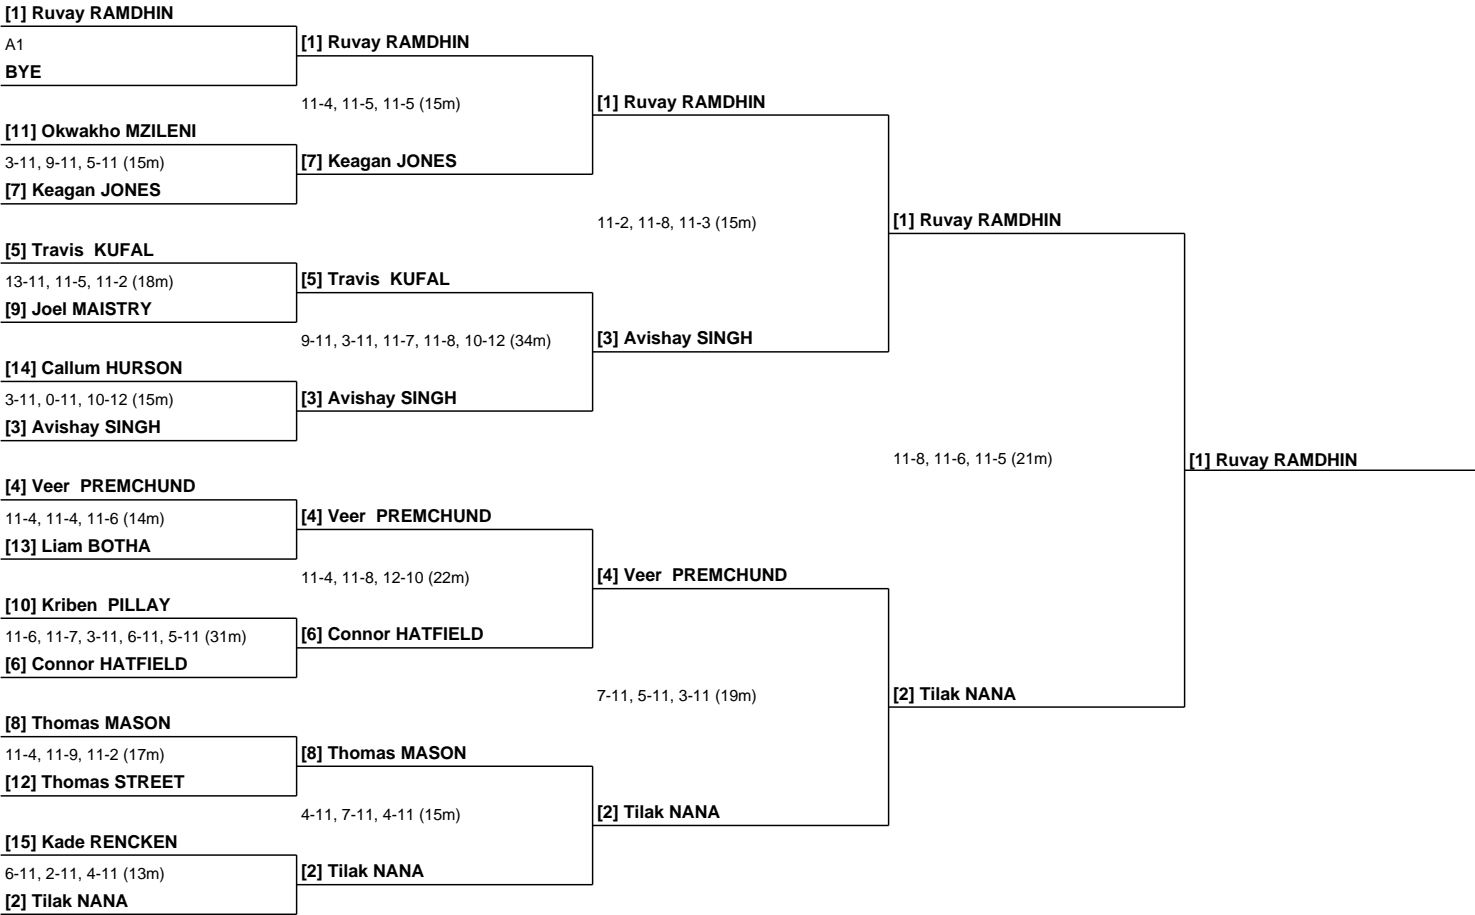 [1] Ruvay RAMDHIN
A1
BYE
[11] Okwakho MZILENI
3-11, 9-11, 5-11 (15m)
[7] Keagan JONES
[5] Travis  KUFAL
13-11, 11-5, 11-2 (18m)
[9] Joel MAISTRY
[14] Callum HURSON
3-11, 0-11, 10-12 (15m)
[3] Avishay SINGH
[4] Veer  PREMCHUND
11-4, 11-4, 11-6 (14m)
[13] Liam BOTHA
[10] Kriben  PILLAY
11-6, 11-7, 3-11, 6-11, 5-11 (31m)
[6] Connor HATFIELD
[8] Thomas MASON
11-4, 11-9, 11-2 (17m)
[12] Thomas STREET
[15] Kade RENCKEN
6-11, 2-11, 4-11 (13m)
[2] Tilak NANA
[1] Ruvay RAMDHIN
11-4, 11-5, 11-5 (15m)
[7] Keagan JONES
[5] Travis  KUFAL
9-11, 3-11, 11-7, 11-8, 10-12 (34m)
[3] Avishay SINGH
[4] Veer  PREMCHUND
11-4, 11-8, 12-10 (22m)
[6] Connor HATFIELD
[8] Thomas MASON
4-11, 7-11, 4-11 (15m)
[2] Tilak NANA
[1] Ruvay RAMDHIN
11-2, 11-8, 11-3 (15m)
[3] Avishay SINGH
[4] Veer  PREMCHUND
7-11, 5-11, 3-11 (19m)
[2] Tilak NANA
[1] Ruvay RAMDHIN
11-8, 11-6, 11-5 (21m)
[2] Tilak NANA
[1] Ruvay RAMDHIN